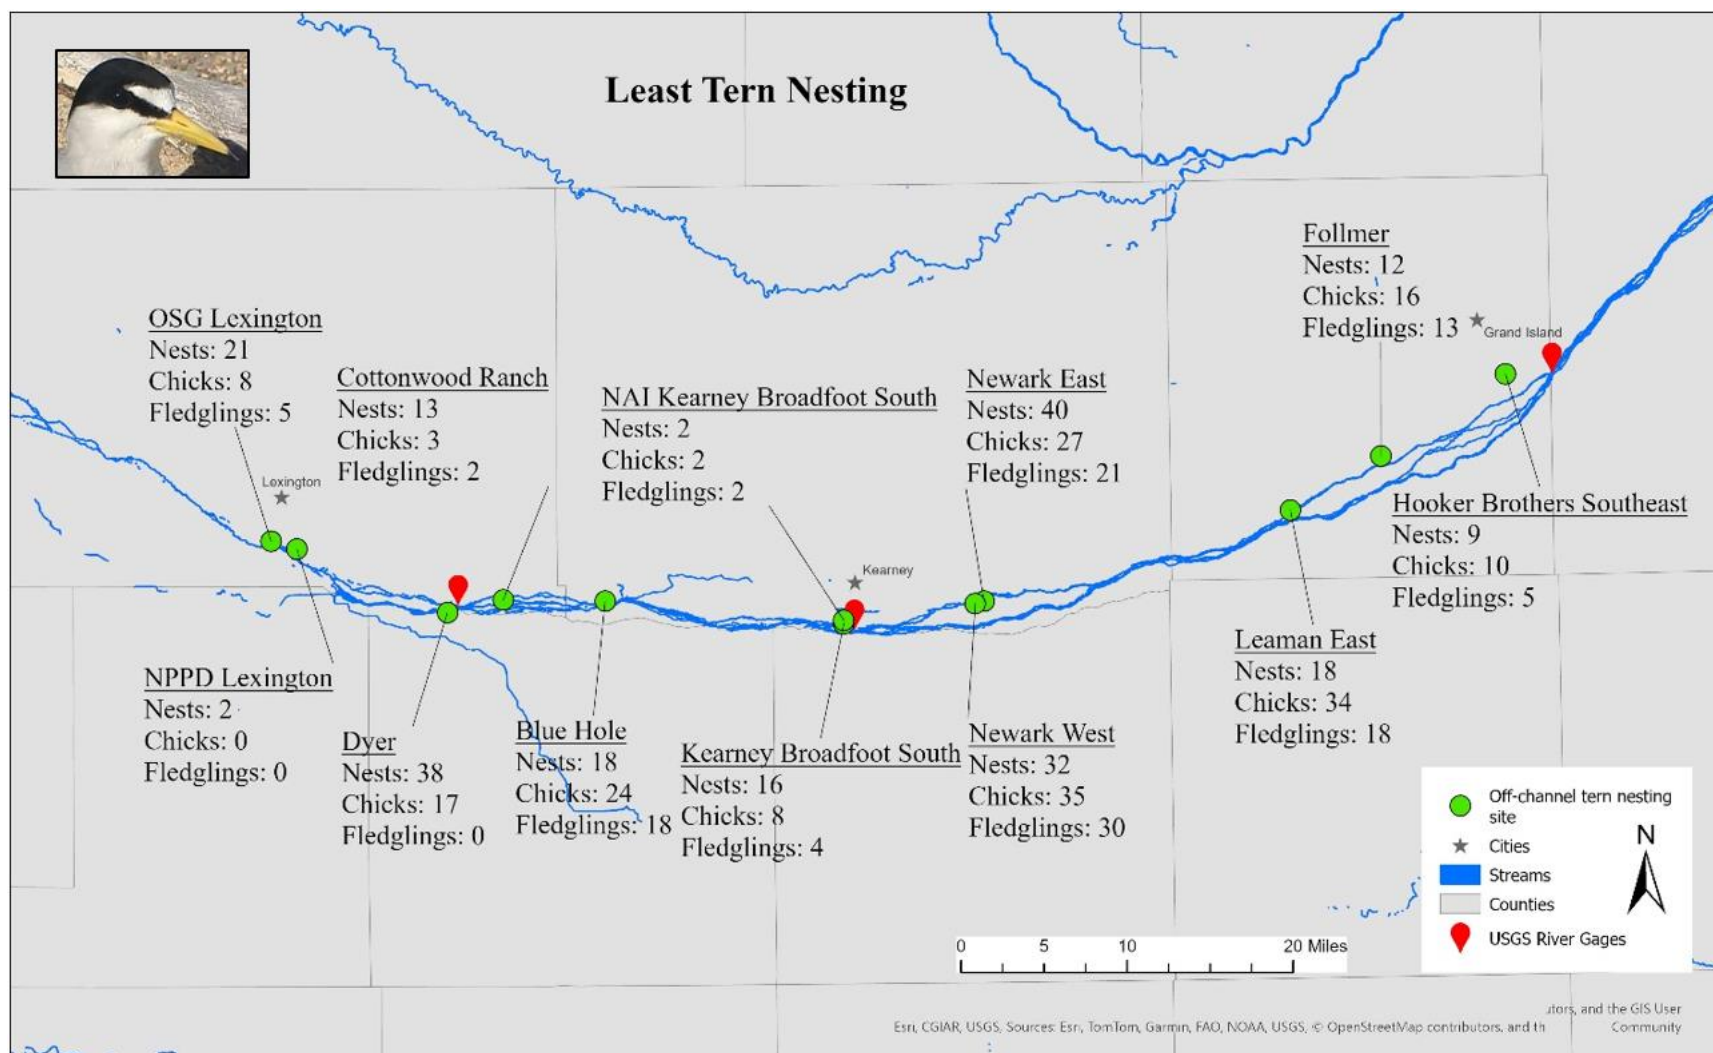 Least Tern Nesting
Follmer
Nests: 12
Chicks: 16
Fledglings: 13
Grand Island
OSG Lexington
Nests: 21
Chicks: 8
Fledglings: 5
Cottonwood Ranch
Nests: 13
Chicks: 3
Fledglings: 2
NAI Kearney Broadfoot South
Nests: 2
Chicks: 2
Fledglings: 2
Newark East
Nests: 40
Chicks: 27
Fledglings: 21
Lexington
Kearney
Hooker Brothers Southeast
Nests: 9
Chicks: 10
Fledglings: 5
Leaman East
Nests: 18
Chicks: 34
Fledglings: 18
NPPD Lexington
Nests: 2
Chicks: 0
Fledglings: 0
Dyer
Nests: 38
Chicks: 17
Fledglings: 0
Blue Hole
Nests: 18
Chicks: 24
Fledglings: 18
Kearney Broadfoot South
Nests: 16
Chicks: 8
Fledglings: 4
Newark West
Nests: 32
Chicks: 35
Fledglings: 30
Off-channel tern nesting
site
Cities
Streams
Counties
USGS River Gages
N
0 5 10 20 Miles
utors, and the GIS User
Esri, CGIAR, USGS, Sources: Esri, TomTom, Garmin, FAO, NOAA, USGS, © OpenStreetMap contributors, and th Community